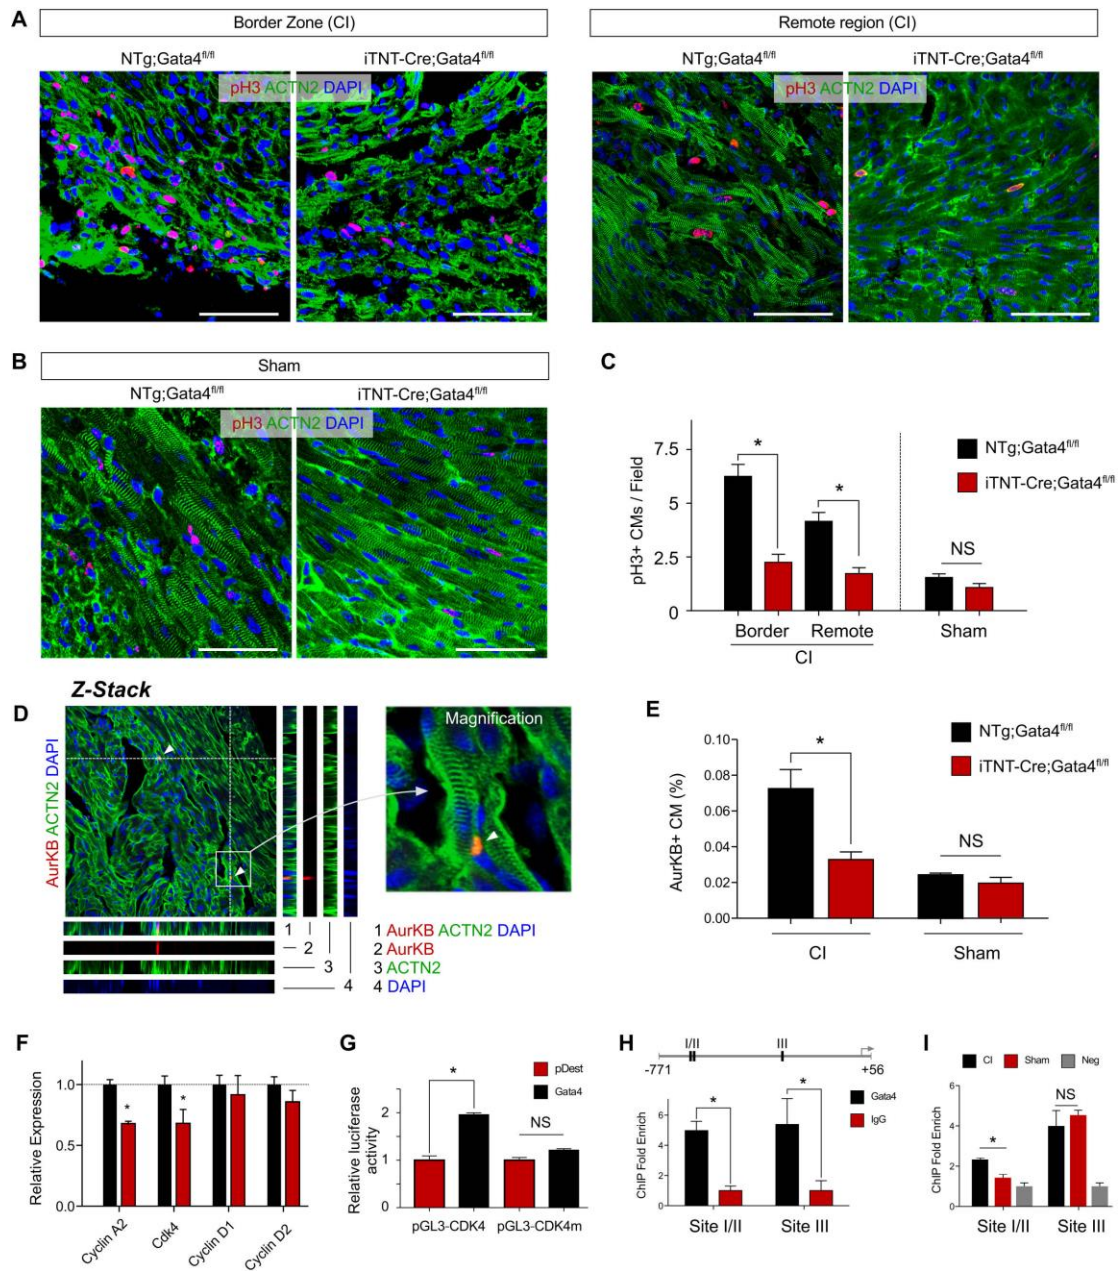 A
Border Zone (CI)
Remote region (CI)
NTg;Gata4fl/fl
iTNT-Cre;Gata4fl/fl
NTg;Gata4fl/fl
iTNT-Cre;Gata4fl/fl
pH3 ACTN2 DAPI
pH3 ACTN2 DAPI
B
Sham
NTg;Gata4fl/fl
iTNT-Cre;Gata4fl/fl
pH3 ACTN2 DAPI
C
pH3+ CMs / Field
7.5
5
2.5
0
*
*
NS
NTg;Gata4fl/fl
iTNT-Cre;Gata4fl/fl
Border
Remote
Sham
CI
Z-Stack
D
AurKB ACTN2 DAPI
Magnification
1
2
3
4
1 AurKB ACTN2 DAPI
2 AurKB
3 ACTN2
4 DAPI
E
AurKB+ CM (%)
0.10
0.08
0.06
0.04
0.02
0.00
*
NS
NTg;Gata4fl/fl
iTNT-Cre;Gata4fl/fl
CI
Sham
F
Relative Expression
1.0
0.5
0.0
*
*
Cyclin A2
Cdk4
Cyclin D1
Cyclin D2
G
pDest
Gata4
Relative luciferase
activity
2
1
0
*
NS
pGL3-CDK4
pGL3-CDK4m
H
I/II
III
-771
+56
Gata4
IgG
ChIP Fold Enrich
6
4
2
0
*
*
Site I/II
Site III
I
CI
Sham
Neg
ChIP Fold Enrich
6
4
2
0
*
NS
Site I/II
Site III